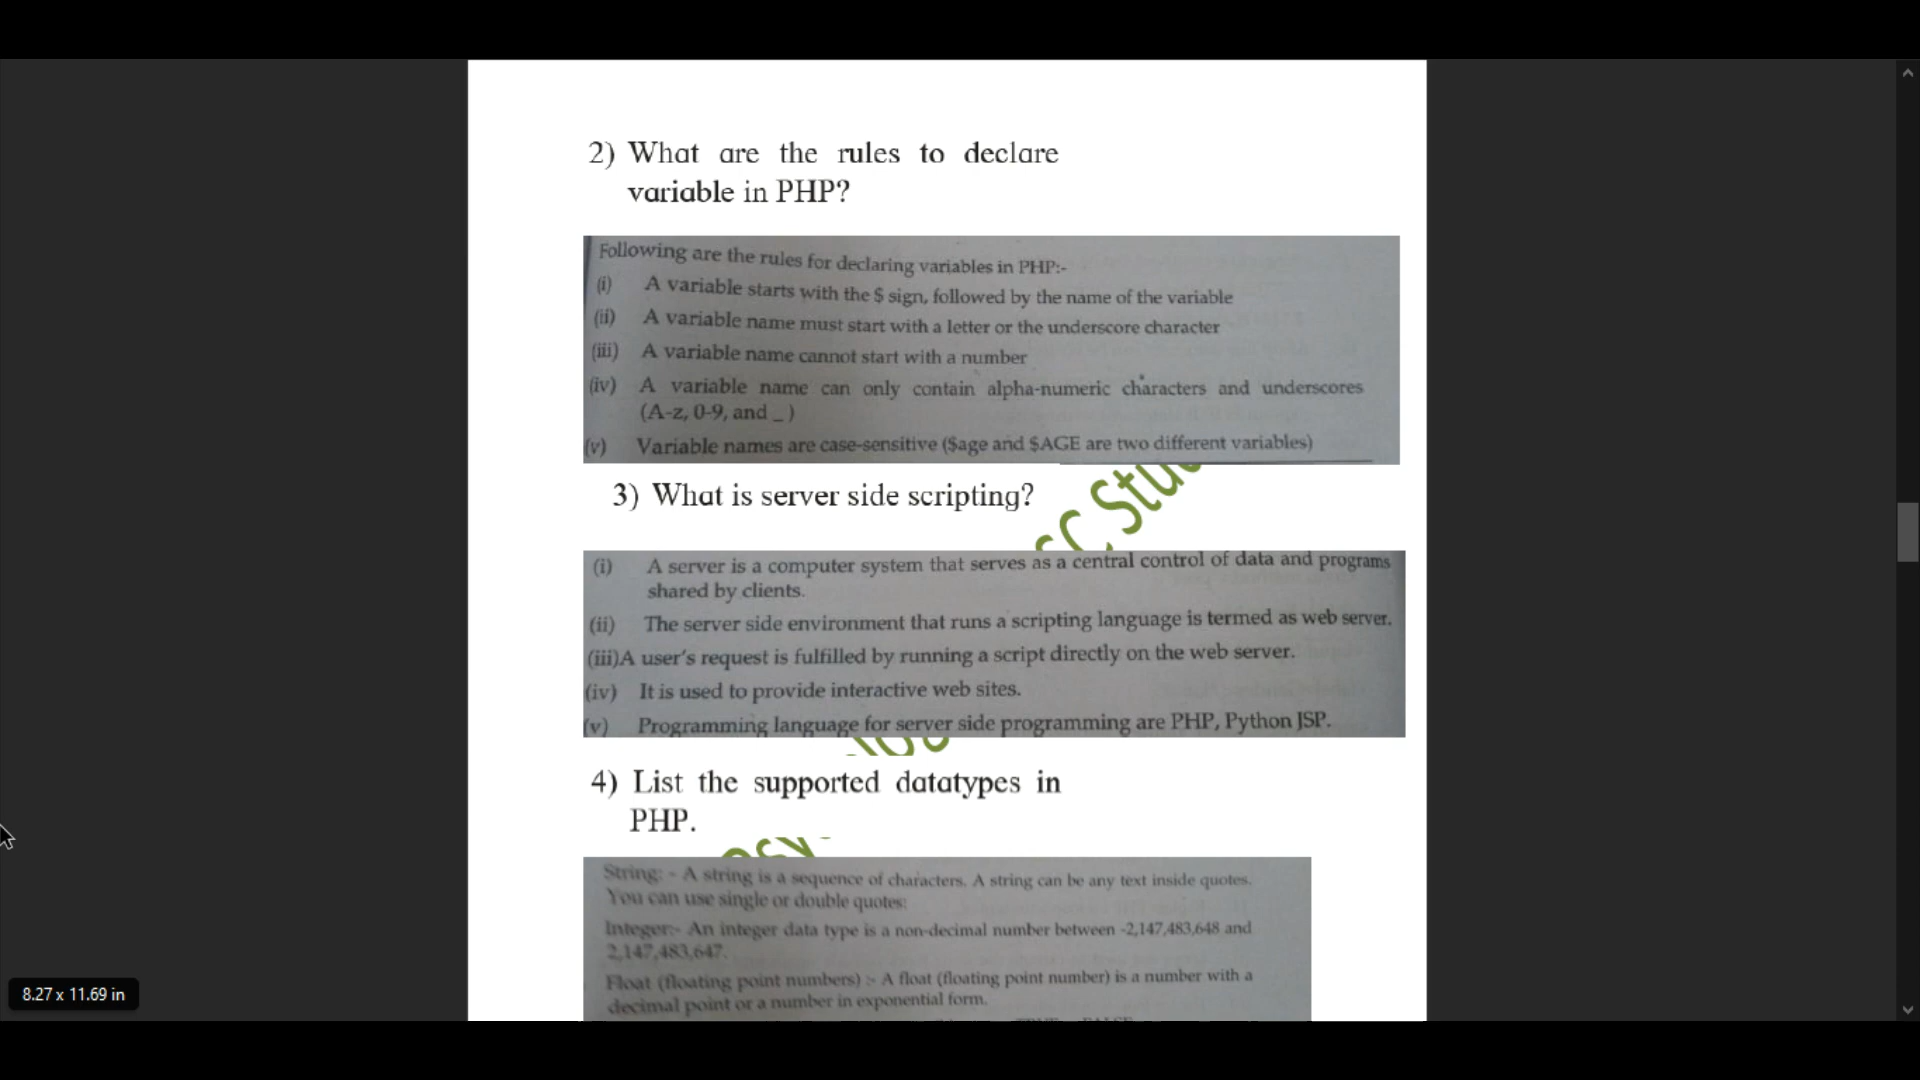 2) What are the rules to declare
variable in PHP?
Following are the rules for declaring variables in PHP:-
(i) A variable starts with the $ sign, followed by the name of the variable
(ii) A variable name must start with a letter or the underscore character
(iii) A variable name cannot start with a number
(iv) A variable name can only contain alpha-numeric characters and underscores
(A-z, 0-9, and _ )
(v) Variable names are case-sensitive ($age and $AGE are two different variables)
3) What is server side scripting?
(i) A server is a computer system that serves as a central control of data and programs
shared by clients.
(ii) The server side environment that runs a scripting language is termed as web server.
(iii)A user's request is fulfilled by running a script directly on the web server.
(iv) It is used to provide interactive web sites.
(v) Programming language for server side programming are PHP, Python JSP.
4) List the supported datatypes in
PHP.
String: - A string is a sequence of characters. A string can be any text inside quotes.
You can use single or double quotes:
Integer:- An integer data type is a non-decimal number between -2,147,483,648 and
2,147,483,647.
Float (floating point numbers) :- A float (floating point number) is a number with a
decimal point or a number in exponential form.
8.27 x 11.69 in